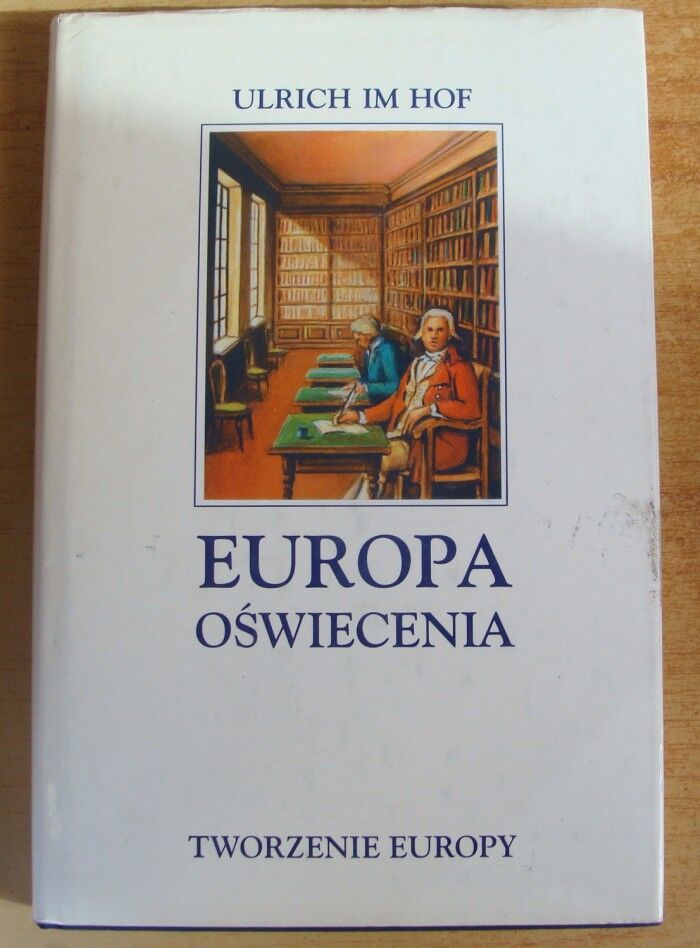 ULRICH IM HOF
EUROPA
OŚWIECENIA
TWORZENIE EUROPY